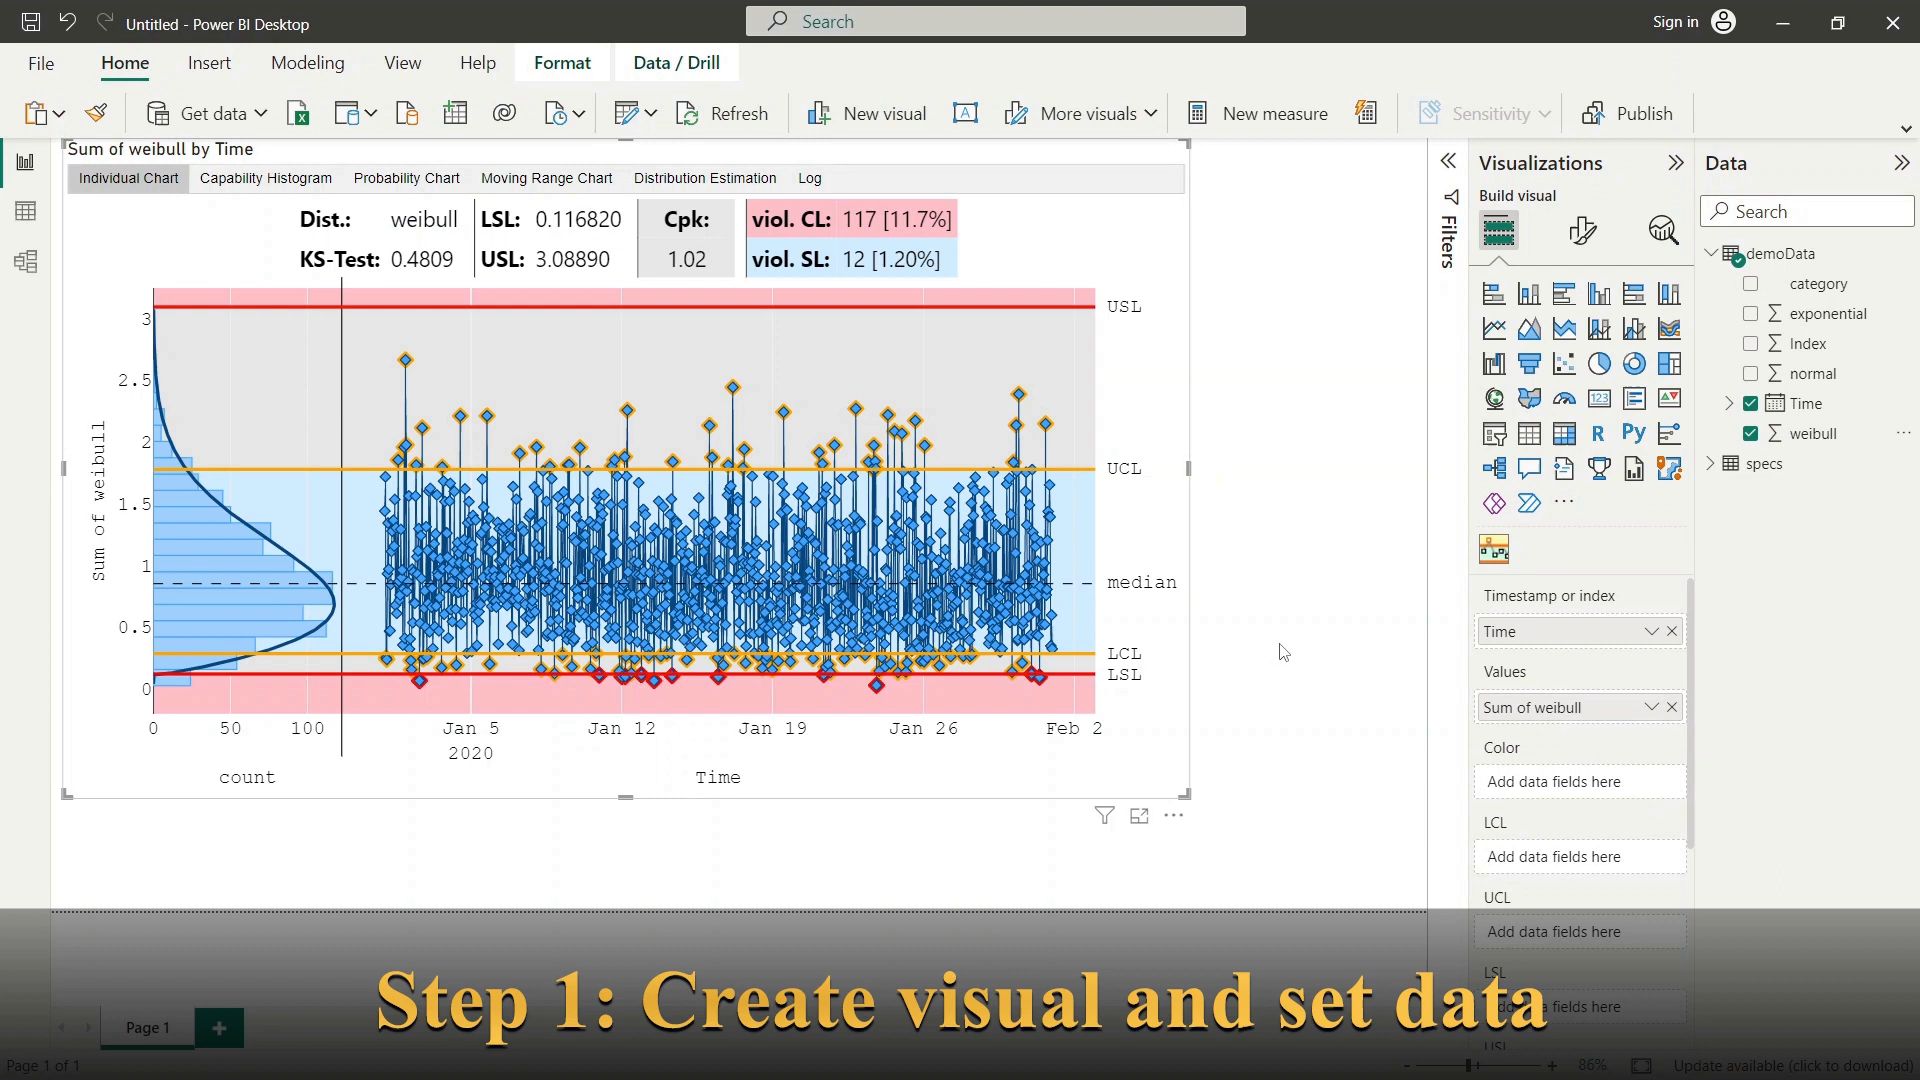 Untitled - Power BI Desktop
Search
Sign in
File Home Insert Modeling View Help Format Data / Drill
Get data Refresh New visual More visuals New measure Sensitivity Publish
Sum of weibull by Time
Individual Chart Capability Histogram Probability Chart Moving Range Chart Distribution Estimation Log
Dist.: weibull LSL: 0.116820 Cpk: viol. CL: 117 [11.7%]
KS-Test: 0.4809 USL: 3.08890 1.02 viol. SL: 12 [1.20%]
USL
3
2.5
2
UCL
1.5
1
median
0.5
LCL
LSL
0
Sum of weibull
0 50 100 Jan 5 Jan 12 Jan 19 Jan 26 Feb 2
2020
count Time
Filters
Visualizations
Build visual
123
R Py
Timestamp or index
Time
Values
Sum of weibull
Color
Add data fields here
LCL
Add data fields here
UCL
Add data fields here
LSL
Add data fields here
USL
Data
Search
demoData
category
exponential
Index
normal
Time
weibull
specs
Step 1: Create visual and set data
Page 1
Page 1 of 1
86%
Update available (click to download)